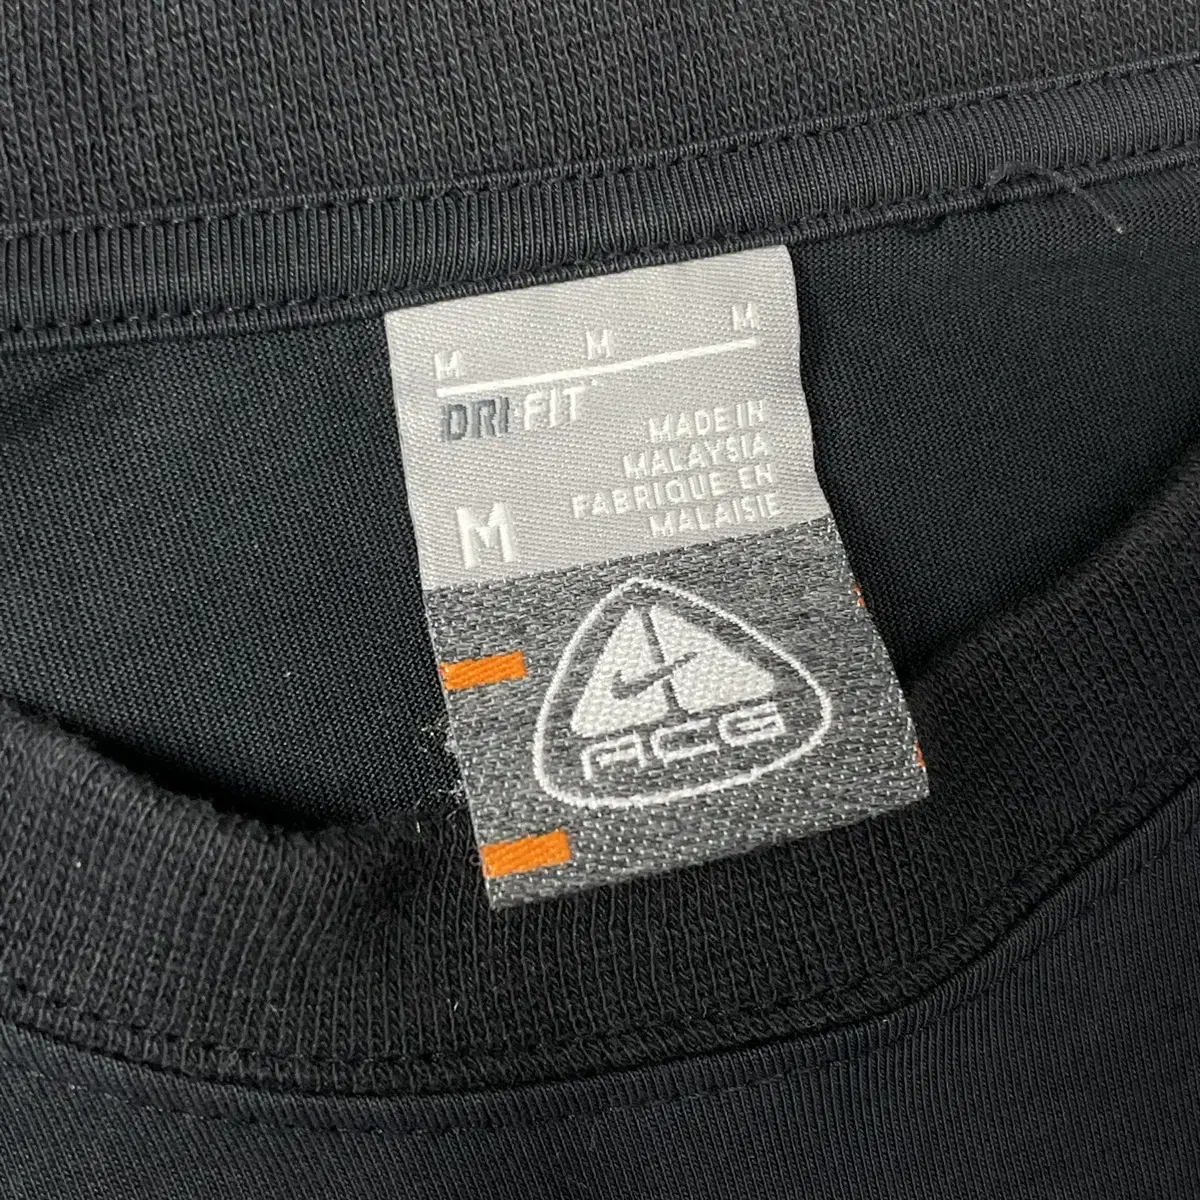 M M M
DRI-FIT
MADE IN
MALAYSIA
FABRIQUE EN
MALAISIE
M
ACG